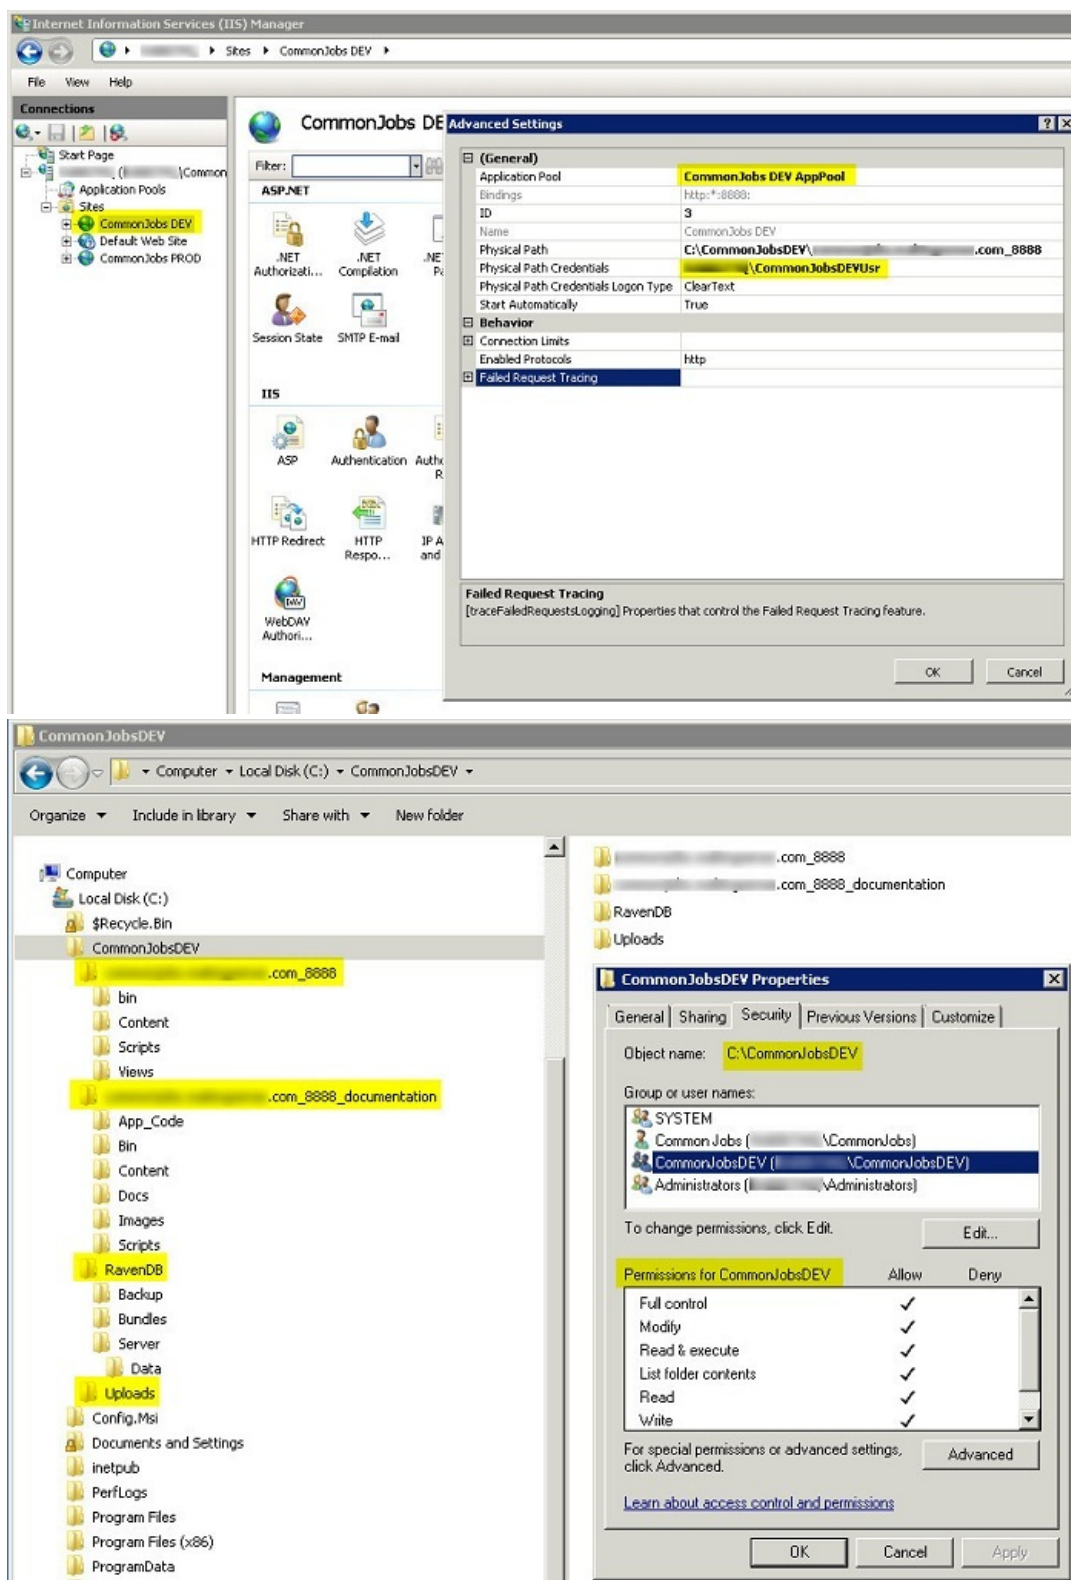 Internet Information Services (IIS) Manager
Sites CommonJobs DEV
File View Help
Connections
Start Page
( \Common
Application Pools
Sites
CommonJobs DEV
Default Web Site
CommonJobs PROD
CommonJobs DE
Filter:
ASP.NET
.NET Authorizati...
.NET Compilation
.NE
Pa
Session State
SMTP E-mail
IIS
ASP
Authentication
Autho
R
HTTP Redirect
HTTP Respo...
IP A
and
WebDAV Authori...
Management
Advanced Settings
(General)
Application Pool CommonJobs DEV AppPool
Bindings http:*:8888:
ID 3
Name CommonJobs DEV
Physical Path C:\CommonJobsDEV\ .com_8888
Physical Path Credentials \CommonJobsDEVUsr
Physical Path Credentials Logon Type ClearText
Start Automatically True
Behavior
Connection Limits
Enabled Protocols http
Failed Request Tracing
Failed Request Tracing
[traceFailedRequestsLogging] Properties that control the Failed Request Tracing feature.
OK Cancel
CommonJobsDEV
Computer Local Disk (C:) CommonJobsDEV
Organize Include in library Share with New folder
Computer
Local Disk (C:)
$Recycle.Bin
CommonJobsDEV
.com_8888
bin
Content
Scripts
Views
.com_8888_documentation
App_Code
Bin
Content
Docs
Images
Scripts
RavenDB
Backup
Bundles
Server
Data
Uploads
Config.Msi
Documents and Settings
inetpub
PerfLogs
Program Files
Program Files (x86)
ProgramData
.com_8888
.com_8888_documentation
RavenDB
Uploads
CommonJobsDEV Properties
General Sharing Security Previous Versions Customize
Object name: C:\CommonJobsDEV
Group or user names:
SYSTEM
Common Jobs ( \CommonJobs)
CommonJobsDEV ( \CommonJobsDEV)
Administrators ( \Administrators)
To change permissions, click Edit.
Edit...
Permissions for CommonJobsDEV Allow Deny
Full control
Modify
Read & execute
List folder contents
Read
Write
For special permissions or advanced settings,
click Advanced.
Advanced
Learn about access control and permissions
OK Cancel Apply